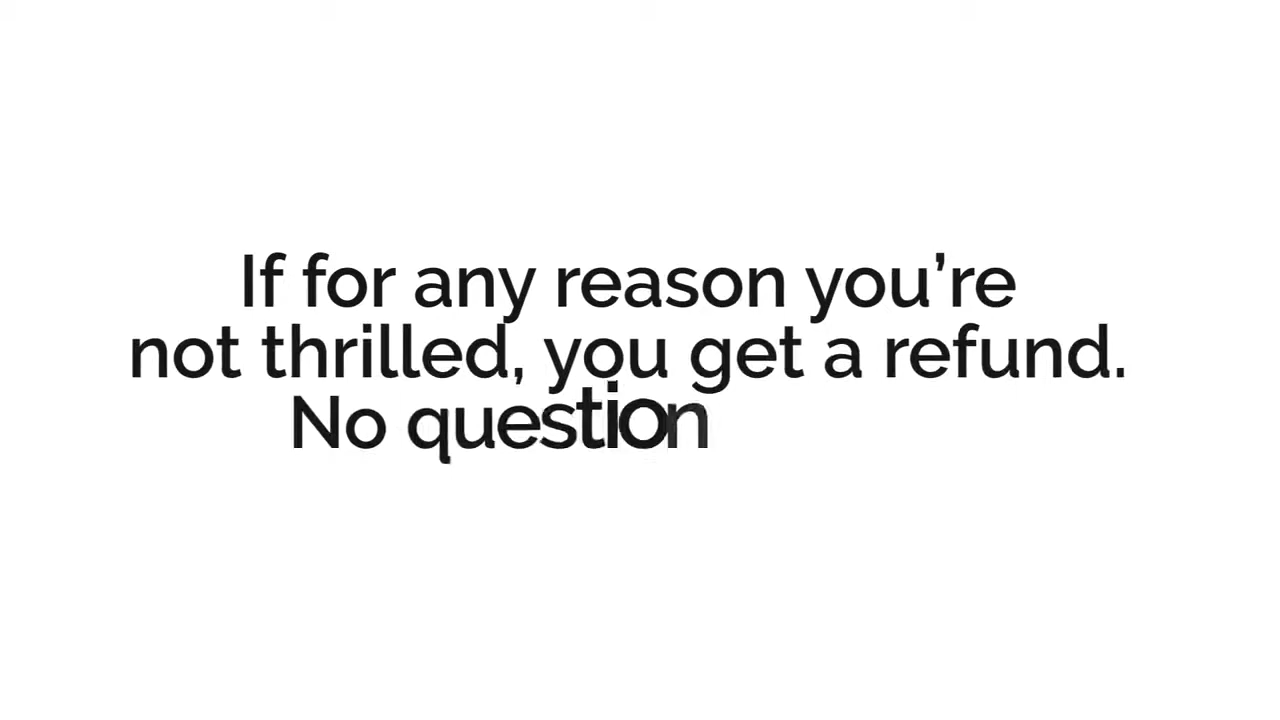 If for any reason you’re
not thrilled, you get a refund.
No question